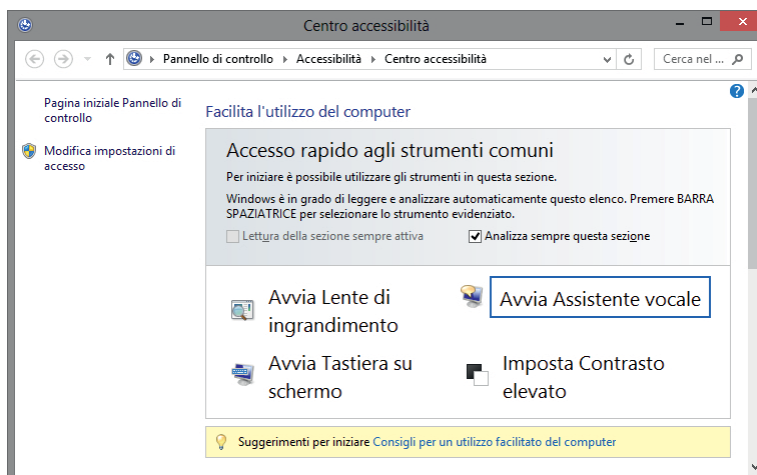 Centro accessibilità
Pannello di controllo Accessibilità Centro accessibilità
Cerca nel ...
Pagina iniziale Pannello di
controllo
Modifica impostazioni di
accesso
Facilita l'utilizzo del computer
Accesso rapido agli strumenti comuni
Per iniziare è possibile utilizzare gli strumenti in questa sezione.
Windows è in grado di leggere e analizzare automaticamente questo elenco. Premere BARRA
SPAZIATRICE per selezionare lo strumento evidenziato.
Lettura della sezione sempre attiva
Analizza sempre questa sezione
Avvia Lente di
ingrandimento
Avvia Assistente vocale
Avvia Tastiera su
schermo
Imposta Contrasto
elevato
Suggerimenti per iniziare Consigli per un utilizzo facilitato del computer